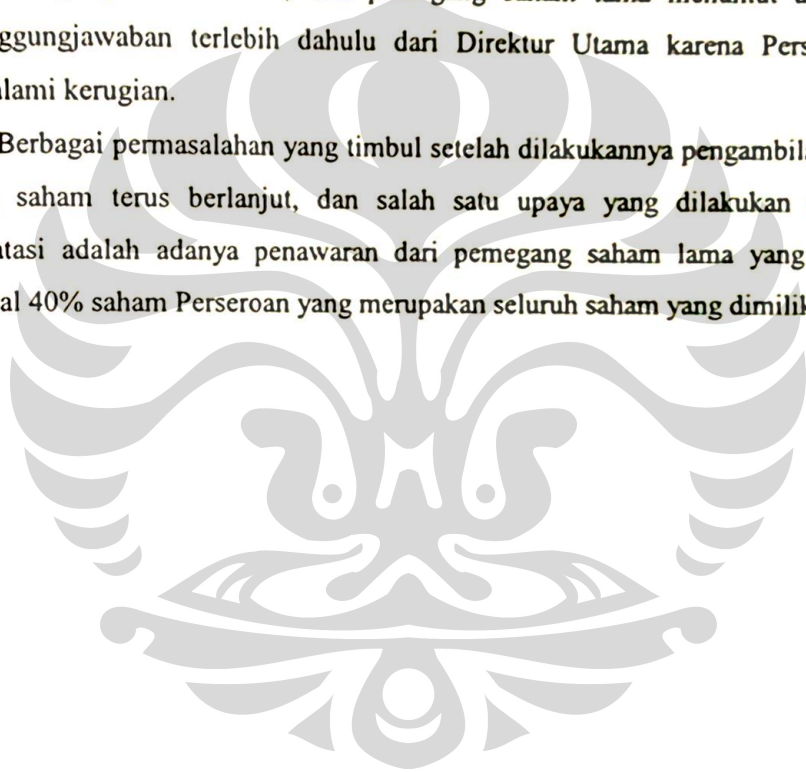 ggungjawaban terlebih dahulu dari Direktur Utama karena Pers
lami kerugian.
Berbagai permasalahan yang timbul setelah dilakukannya pengambil
saham terus berlanjut, dan salah satu upaya yang dilakukan
tasi adalah adanya penawaran dari pemegang saham lama yang
al 40% saham Perseroan yang merupakan seluruh saham yang dimilik